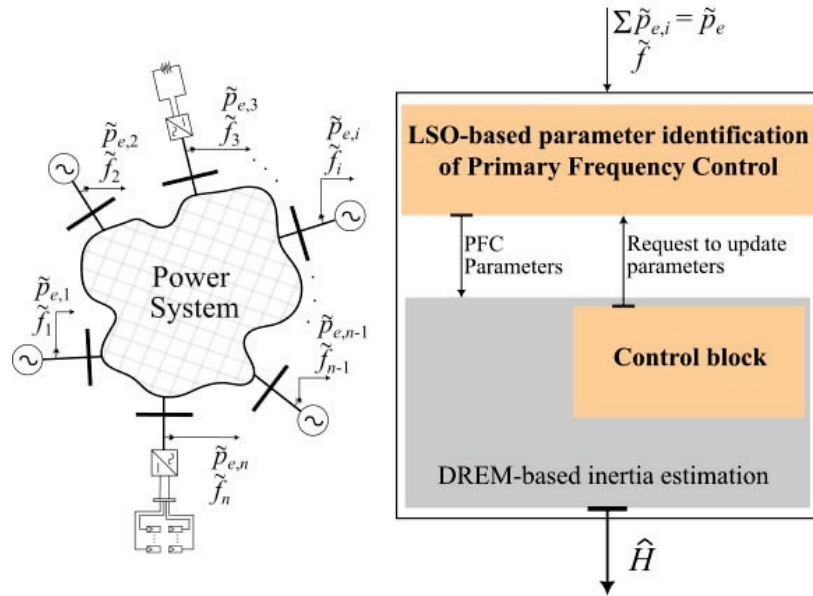 p̃e,3
f̃3
p̃e,2
f̃2
p̃e,i
f̃i
Power
System
p̃e,1
f̃1
p̃e,n-1
f̃n-1
p̃e,n
f̃n
∑ p̃e,i = p̃e
f̃
LSO-based parameter identification
of Primary Frequency Control
PFC
Parameters
Request to update
parameters
Control block
DREM-based inertia estimation
Ĥ